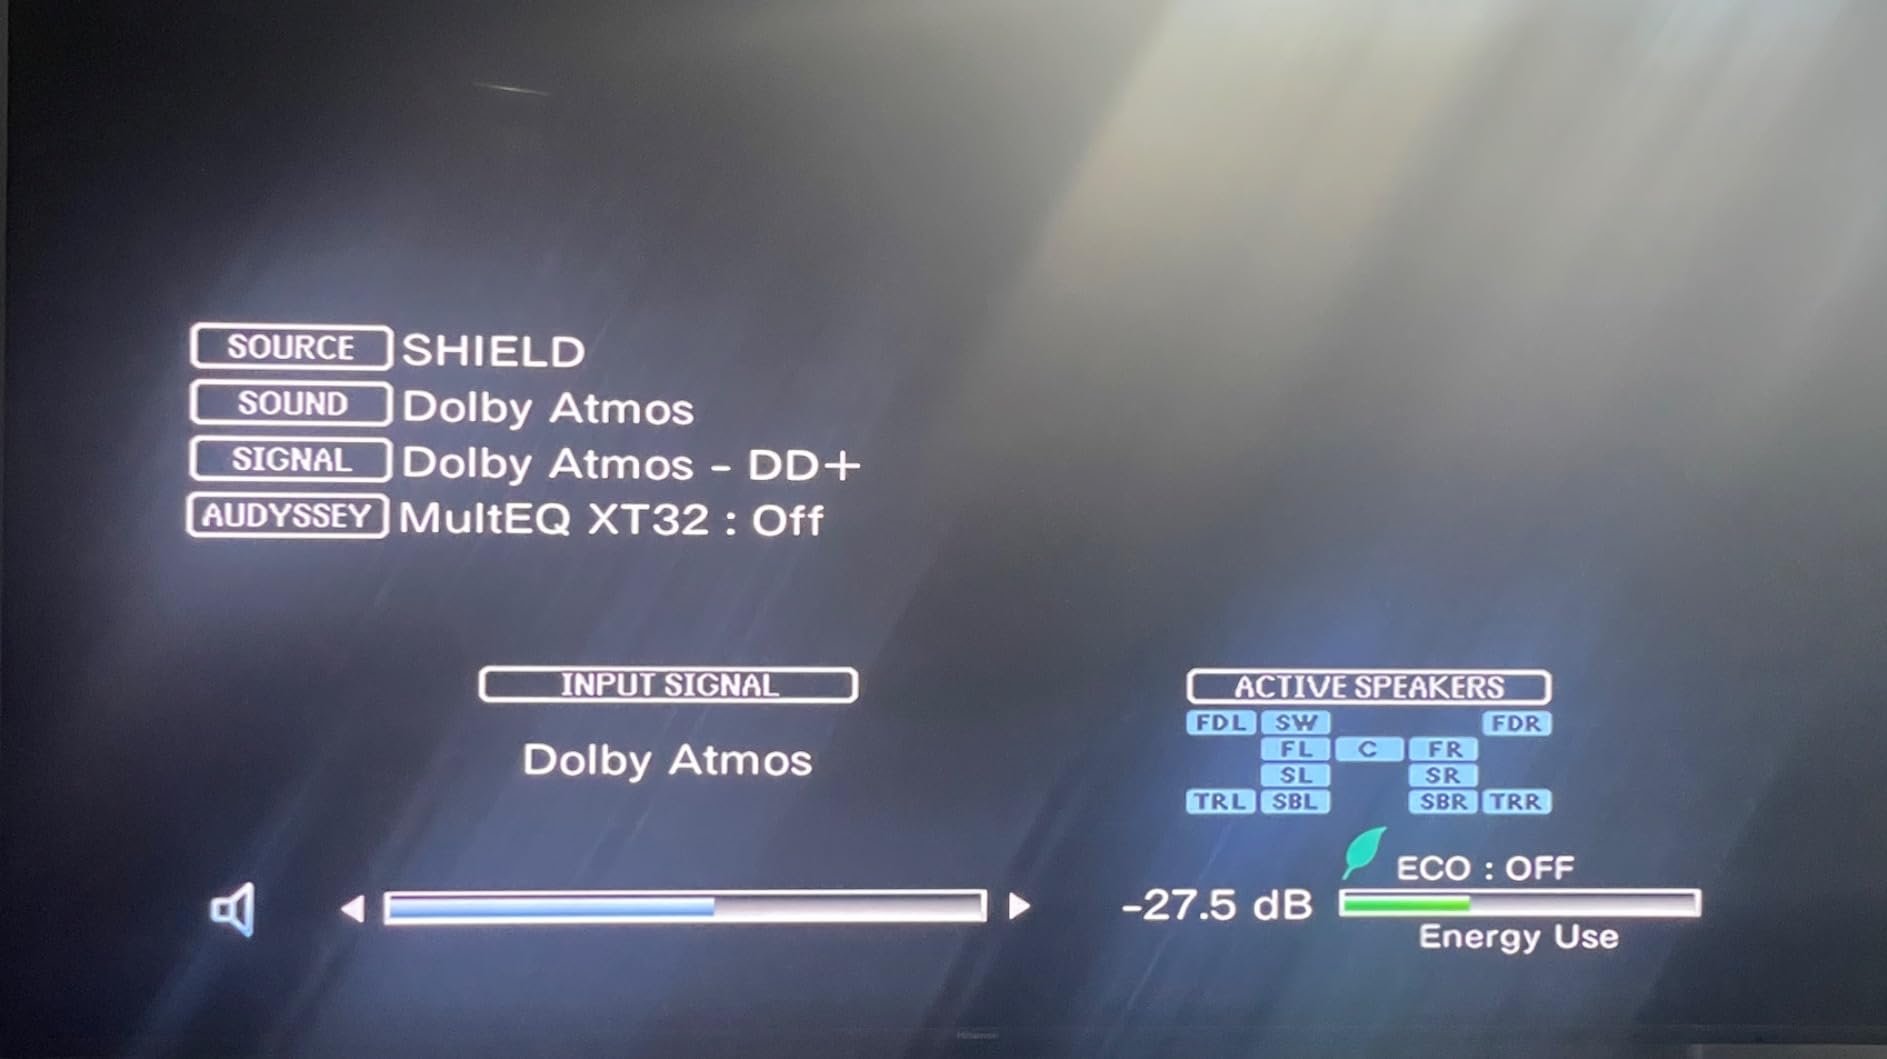 SOURCE SHIELD
SOUND Dolby Atmos
SIGNAL Dolby Atmos - DD+
AUDYSSEY MultEQ XT32 : Off
INPUT SIGNAL
Dolby Atmos
ACTIVE SPEAKERS
FDL SW FDR
FL C FR
SL SR
TRL SBL SBR TRR
ECO : OFF
-27.5 dB
Energy Use
Hisense